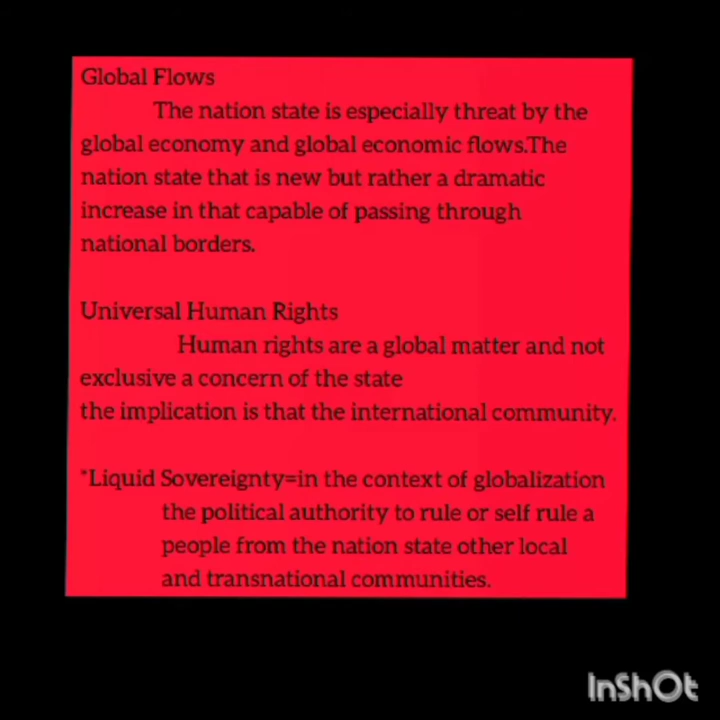 Global Flows
The nation state is especially threat by the
global economy and global economic flows.The
nation state that is new but rather a dramatic
increase in that capable of passing through
national borders.
Universal Human Rights
Human rights are a global matter and not
exclusive a concern of the state
the implication is that the international community.
*Liquid Sovereignty=in the context of globalization
the political authority to rule or self rule a
people from the nation state other local
and transnational communities.
InShOt